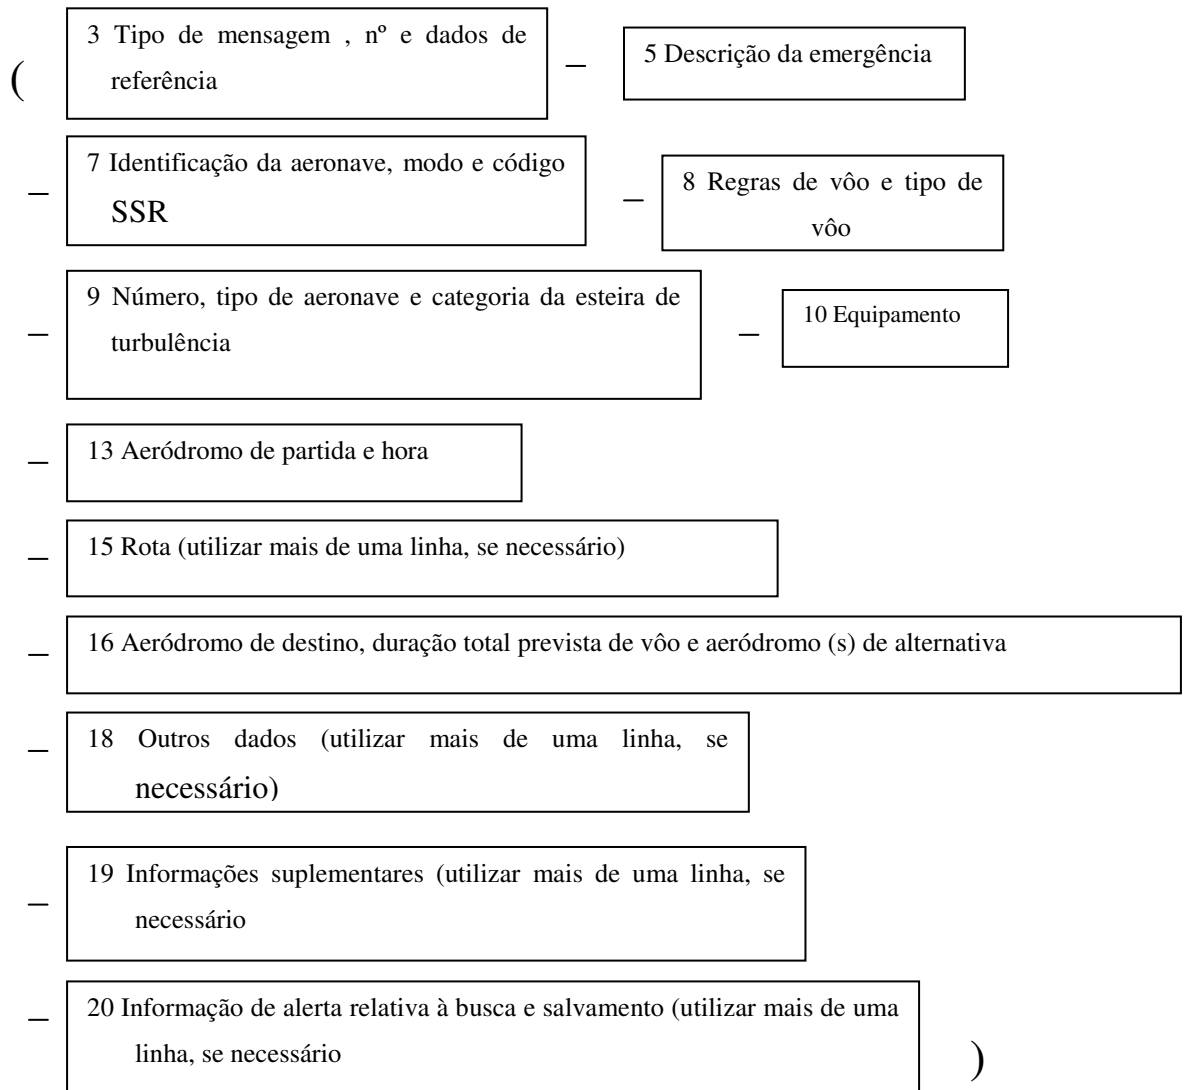 3 Tipo de mensagem , nº e dados de
( – 5 Descrição da emergência
referência
7 Identificação da aeronave, modo e código
– SSR
– 8 Regras de vôo e tipo de
vôo
9 Número, tipo de aeronave e categoria da esteira de
– turbulência
– 10 Equipamento
– 13 Aeródromo de partida e hora
– 15 Rota (utilizar mais de uma linha, se necessário)
– 16 Aeródromo de destino, duração total prevista de vôo e aeródromo (s) de alternativa
– 18 Outros dados (utilizar mais de uma linha, se
necessário)
19 Informações suplementares (utilizar mais de uma linha, se
– necessário
– 20 Informação de alerta relativa à busca e salvamento (utilizar mais de uma
linha, se necessário )